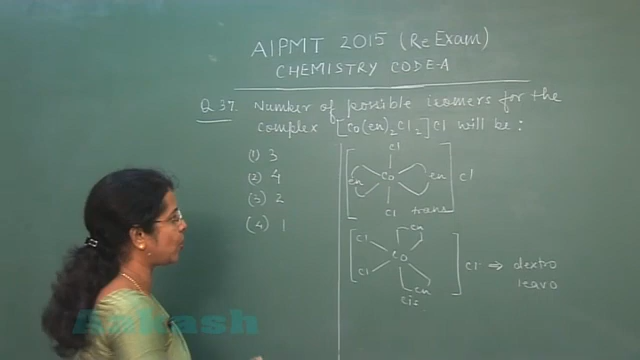 AIPMT 2015 (Re Exam)
CHEMISTRY CODE-A
Q 37. Number of possible isomers for the
complex [Co(en)₂Cl₂]Cl will be:
(1) 3
(2) 4
(3) 2
(4) 1
Cl
en Co en Cl
Cl trans
Cl en
Co Cl ⇒ dextro
Cl en leavo
cis
Aakash